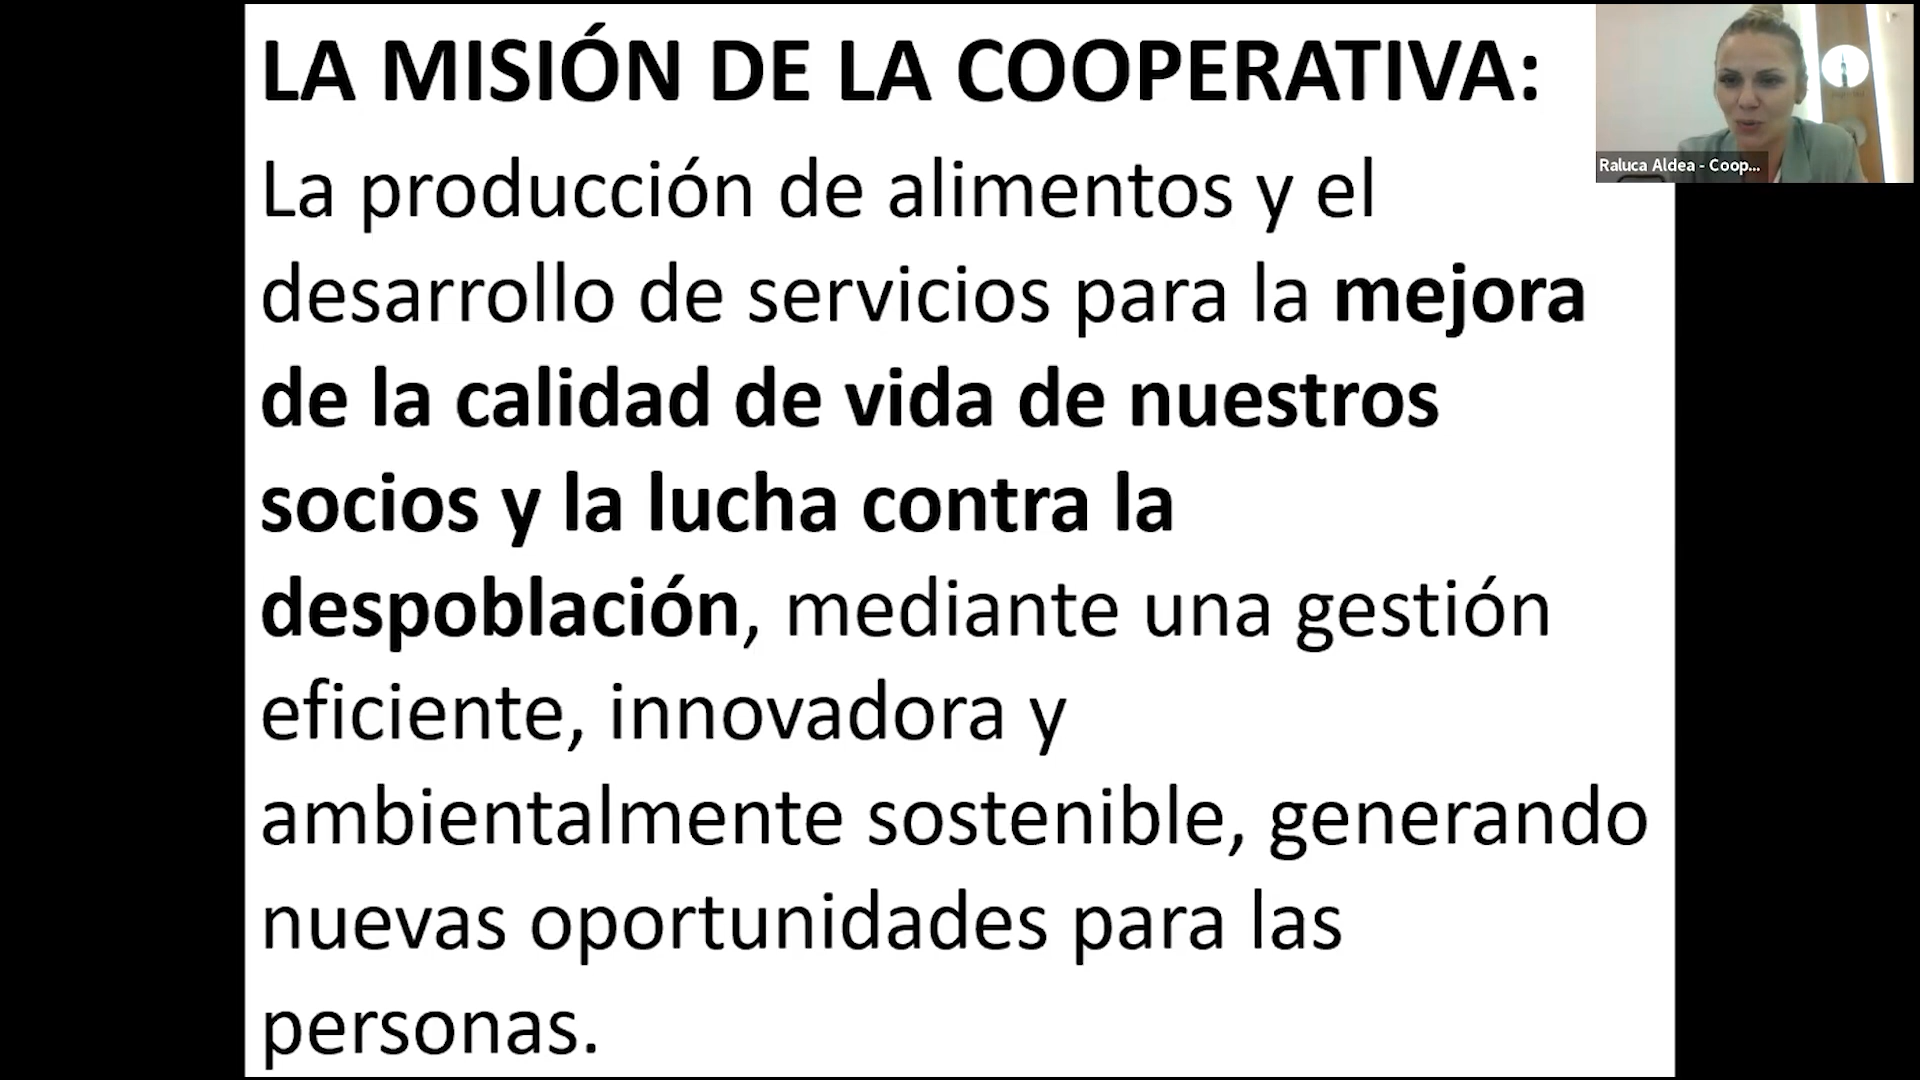 LA MISIÓN DE LA COOPERATIVA:
La producción de alimentos y el
desarrollo de servicios para la mejora
de la calidad de vida de nuestros
socios y la lucha contra la
despoblación, mediante una gestión
eficiente, innovadora y
ambientalmente sostenible, generando
nuevas oportunidades para las
personas.
Raluca Aldea - Coop...